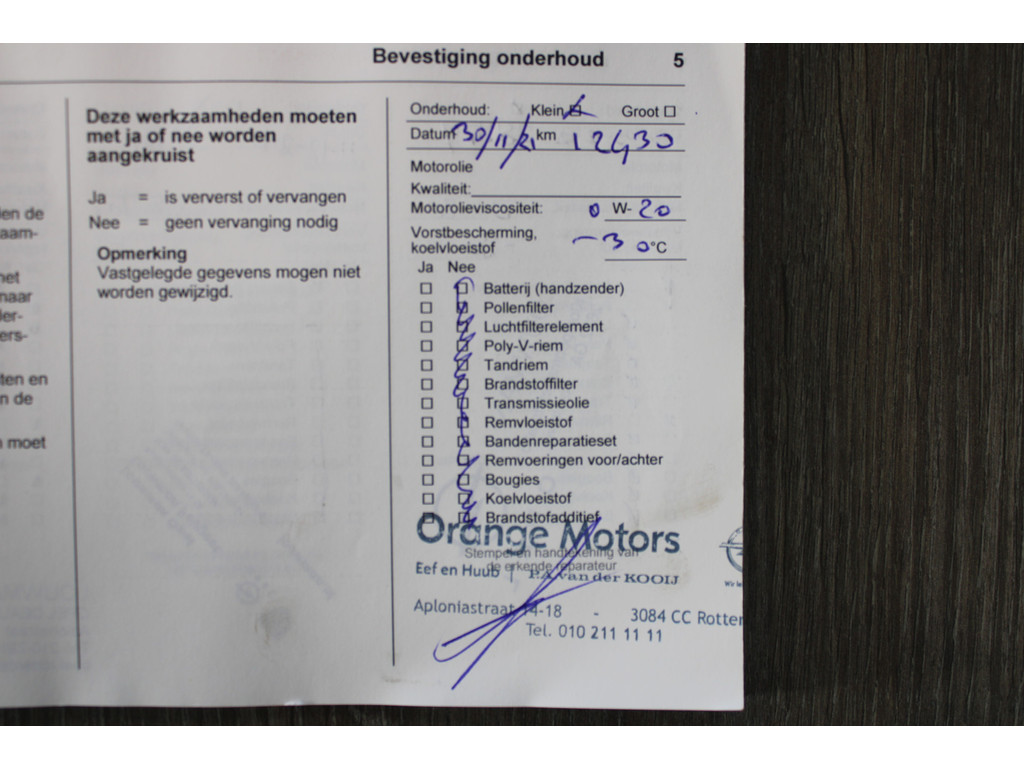 Bevestiging onderhoud 5
en de
aam-
net
naar
er-
ers-
ten en
n de
moet
Deze werkzaamheden moeten
met ja of nee worden
aangekruist
Ja = is ververst of vervangen
Nee = geen vervanging nodig
Opmerking
Vastgelegde gegevens mogen niet
worden gewijzigd.
Onderhoud: Klein Groot
Datum 30/11/21 km 12430
Motorolie
Kwaliteit:
Motorolieviscositeit: 0 W- 20
Vorstbescherming,
koelvloeistof -30 °C
Ja Nee
Batterij (handzender)
Pollenfilter
Luchtfilterelement
Poly-V-riem
Tandriem
Brandstoffilter
Transmissieolie
Remvloeistof
Bandenreparatieset
Remvoeringen voor/achter
Bougies
Koelvloeistof
Brandstofadditief
Orange Motors
Stempel en handtekening van
de erkende reparateur
Eef en Huub P.A. van der KOOIJ
Aploniastraat 14-18 - 3084 CC Rotter
Tel. 010 211 11 11